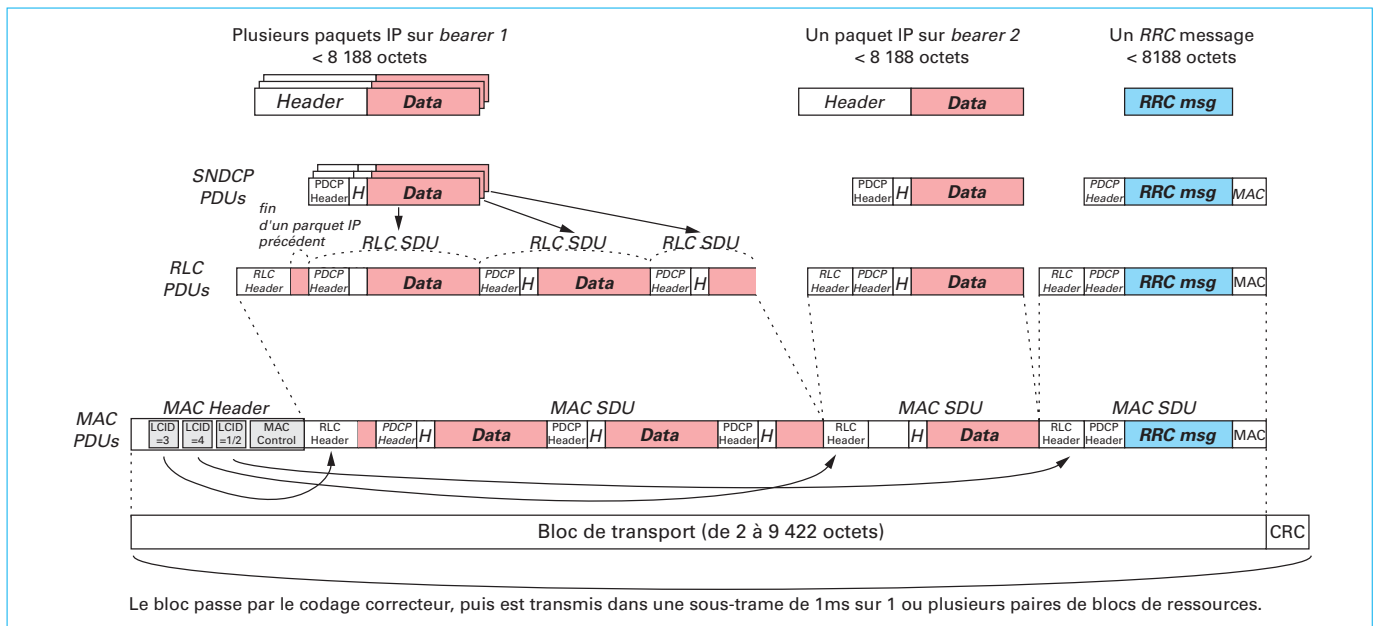 Plusieurs paquets IP sur bearer 1
< 8 188 octets
Un paquet IP sur bearer 2
< 8 188 octets
Un RRC message
< 8188 octets
Header Data
Header Data
RRC msg
SNDCP
PDUs
PDCP
Header H Data
PDCP
Header H Data
PDCP
Header RRC msg MAC
fin
d'un parquet IP
précédent
RLC SDU RLC SDU RLC SDU
RLC
PDUs
RLC
Header PDCP
Header Data PDCP
Header H Data PDCP
Header H
RLC
Header PDCP
Header H Data
RLC
Header PDCP
Header RRC msg MAC
MAC Header MAC SDU MAC SDU MAC SDU
MAC
PDUs
LCID
=3
LCID
=4
LCID
=1/2
MAC
Control
RLC
Header PDCP
Header H Data PDCP
Header H Data PDCP
Header H
RLC
Header H Data
RLC
Header PDCP
Header RRC msg MAC
Bloc de transport (de 2 à 9 422 octets) CRC
Le bloc passe par le codage correcteur, puis est transmis dans une sous-trame de 1ms sur 1 ou plusieurs paires de blocs de ressources.